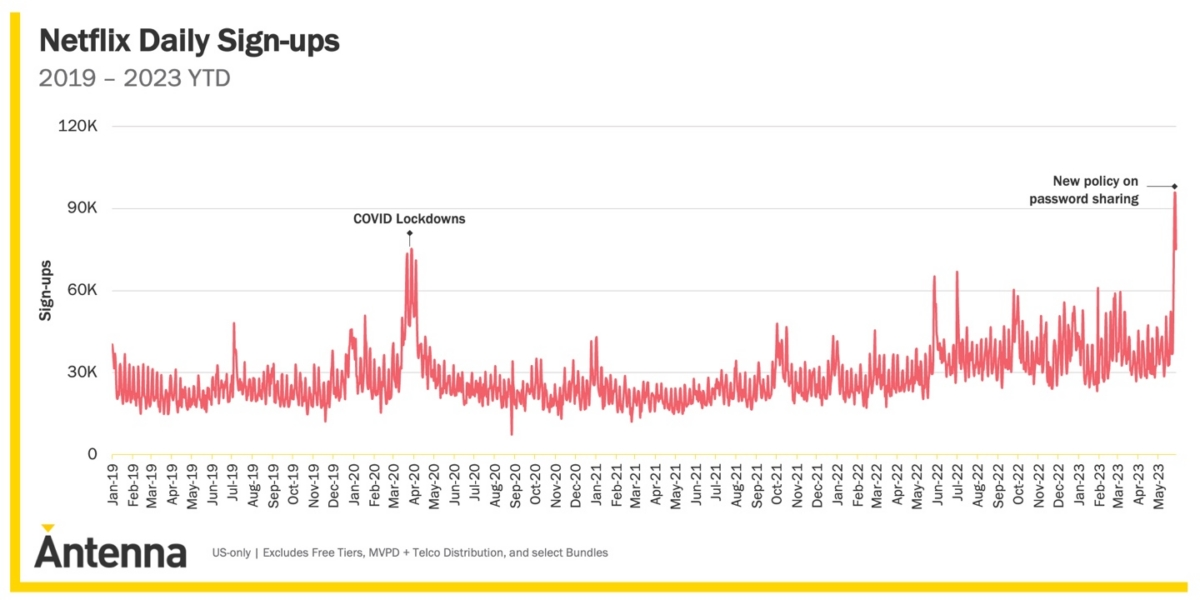 Netflix Daily Sign-ups
2019 – 2023 YTD
120K
90K
60K
30K
0
Sign-ups
COVID Lockdowns
New policy on
password sharing
Jan-19
Feb-19
Mar-19
Apr-19
May-19
Jun-19
Jul-19
Aug-19
Sep-19
Oct-19
Nov-19
Dec-19
Jan-20
Feb-20
Mar-20
Apr-20
May-20
Jun-20
Jul-20
Aug-20
Sep-20
Oct-20
Nov-20
Dec-20
Jan-21
Feb-21
Mar-21
Apr-21
May-21
Jun-21
Jul-21
Aug-21
Sep-21
Oct-21
Nov-21
Dec-21
Jan-22
Feb-22
Mar-22
Apr-22
May-22
Jun-22
Jul-22
Aug-22
Sep-22
Oct-22
Nov-22
Dec-22
Jan-23
Feb-23
Mar-23
Apr-23
May-23
Antenna
US-only | Excludes Free Tiers, MVPD + Telco Distribution, and select Bundles